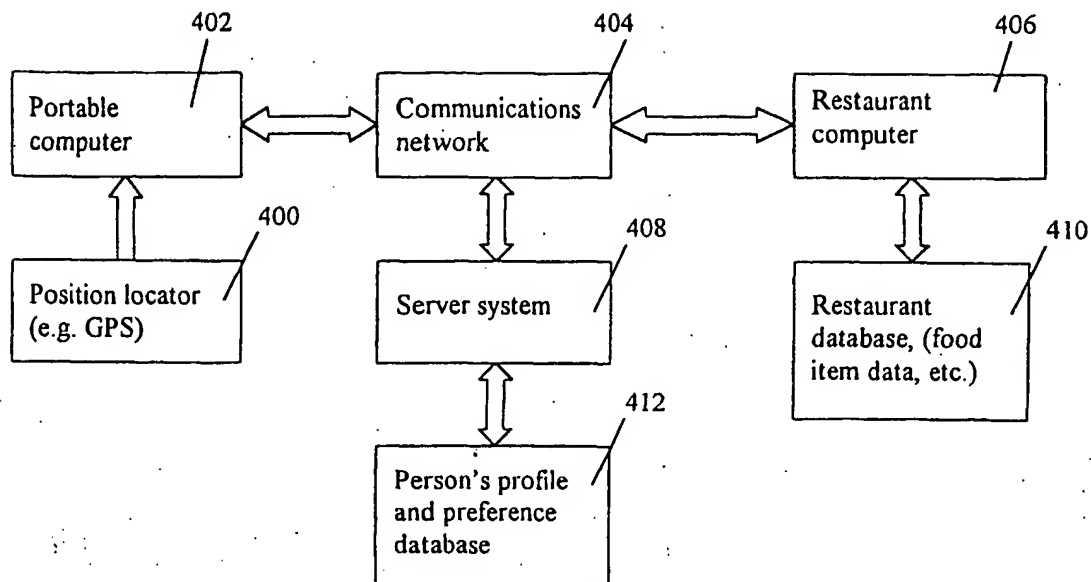 402
404
406
Portable
computer
Communications
network
Restaurant
computer
400
408
410
Position locator
(e.g. GPS)
Server system
Restaurant
database, (food
item data, etc.)
412
Person's profile
and preference
database